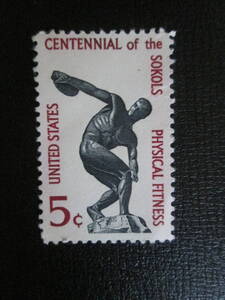 CENTENNIAL of the
SOKOLS
PHYSICAL FITNESS
UNITED STATES
5¢